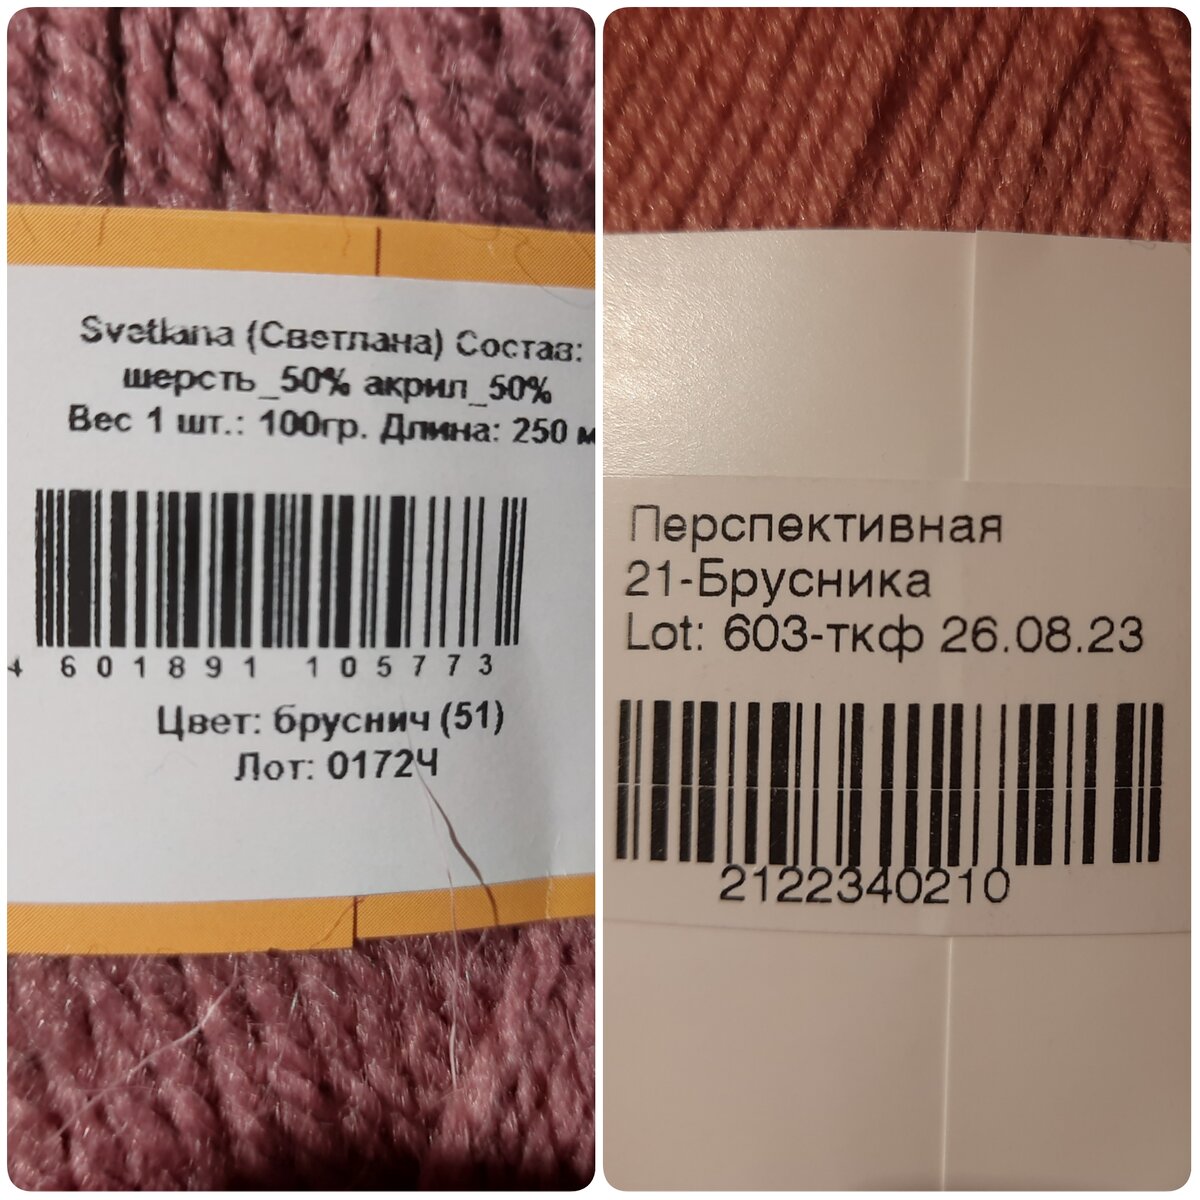 Svetlana (Светлана) Состав:
шерсть_50% акрил_50%
Вес 1 шт.: 100гр. Длина: 250 м
4 601891 105773
Цвет: бруснич (51)
Лот: 0172Ч
Перспективная
21-Брусника
Lot: 603-ткф 26.08.23
2122340210